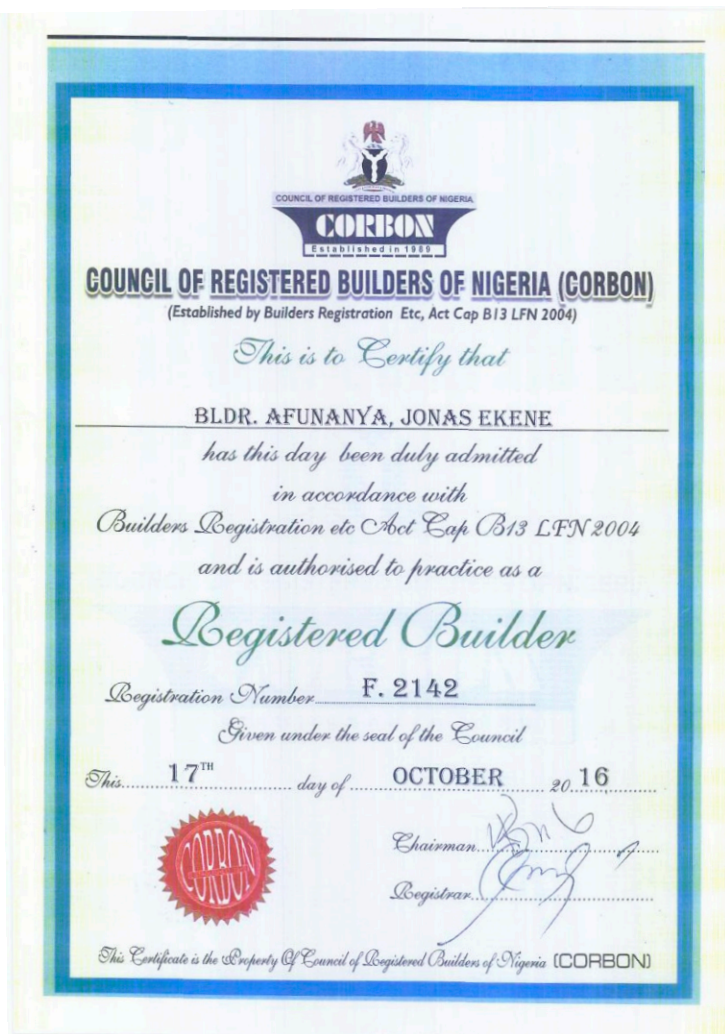 COUNCIL OF REGISTERED BUILDERS OF NIGERIA
CORBON
Established in 1989
COUNCIL OF REGISTERED BUILDERS OF NIGERIA (CORBON)
(Established by Builders Registration Etc, Act Cap B13 LFN 2004)
This is to Certify that
BLDR. AFUNANYA, JONAS EKENE
has this day been duly admitted
in accordance with
Builders Registration etc Act Cap B13 LFN 2004
and is authorised to practice as a
Registered Builder
Registration Number F. 2142
Given under the seal of the Council
This 17TH day of OCTOBER 20 16
Chairman
Registrar
CORBON
This Certificate is the Property Of Council of Registered Builders of Nigeria (CORBON)